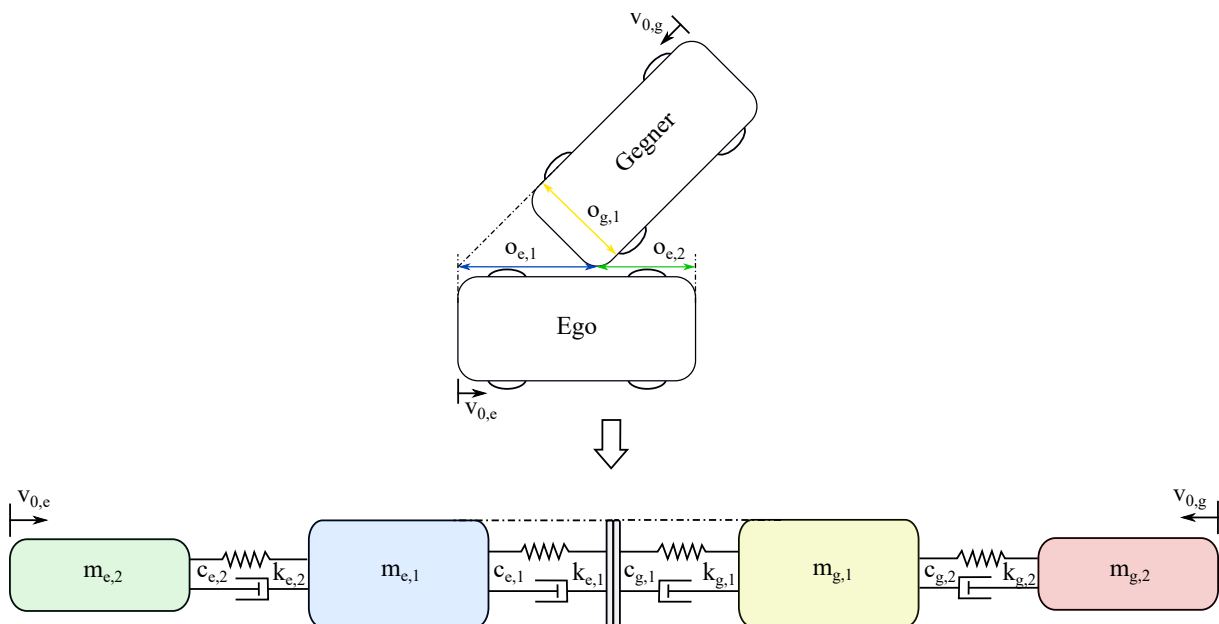 v0,g
Gegner
og,1
oe,1
oe,2
Ego
v0,e
v0,e
v0,g
me,2
ce,2
ke,2
me,1
ce,1
ke,1
cg,1
kg,1
mg,1
cg,2
kg,2
mg,2